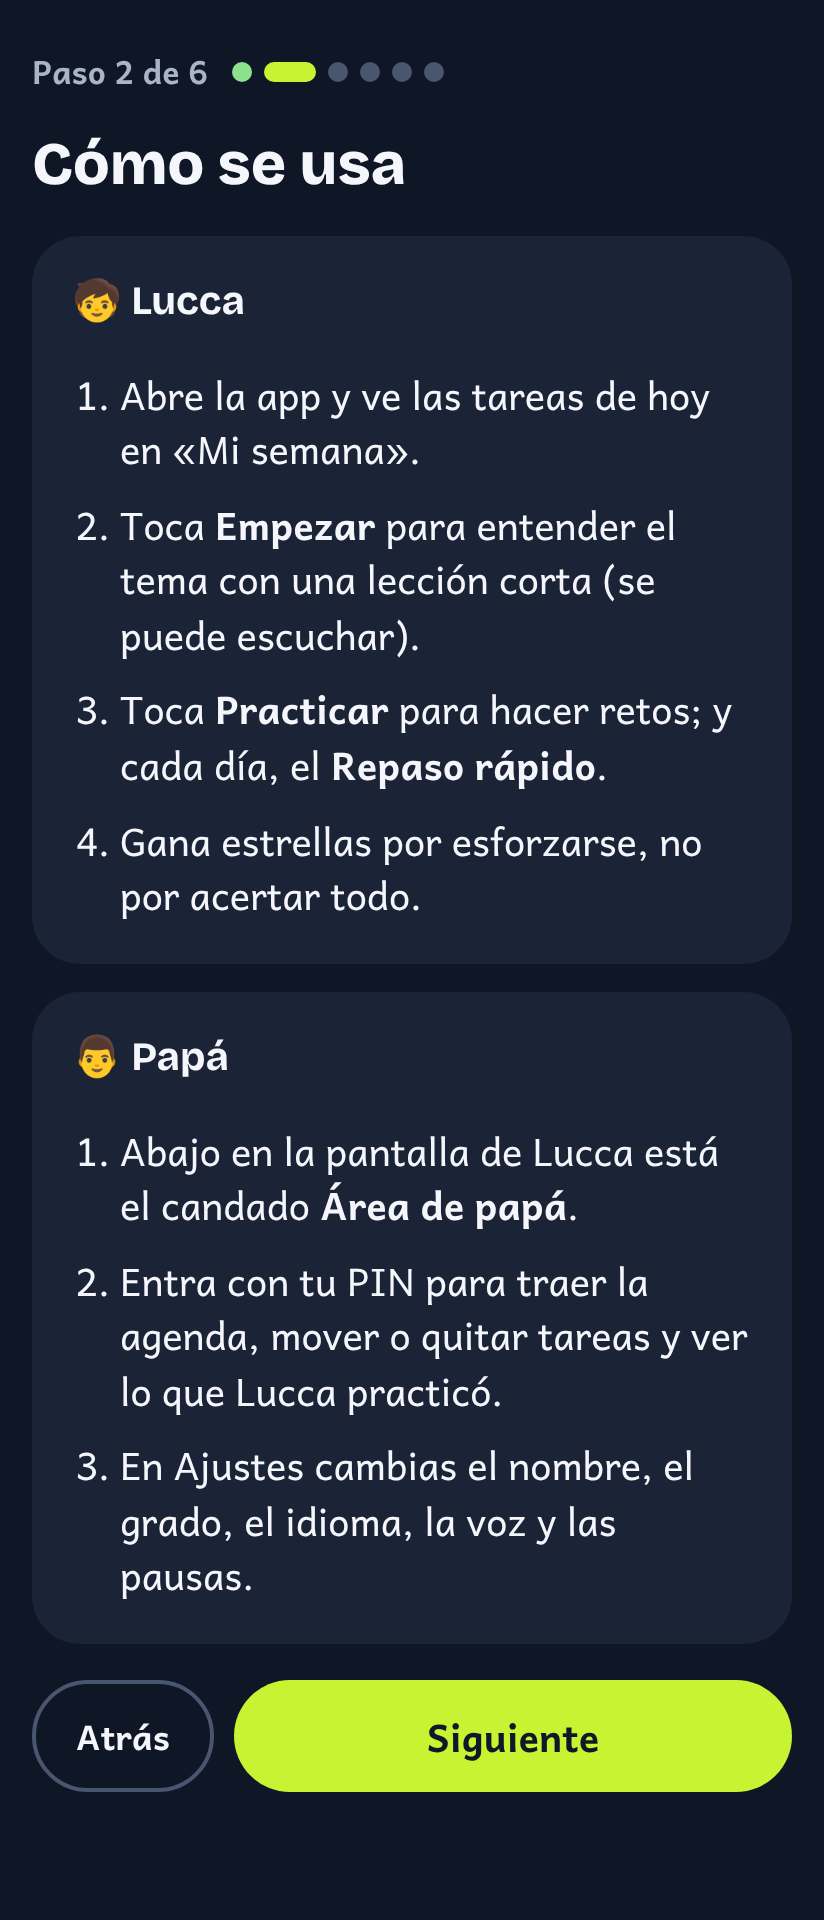 Paso 2 de 6
Cómo se usa
Lucca
1. Abre la app y ve las tareas de hoy
en «Mi semana».
2. Toca Empezar para entender el
tema con una lección corta (se
puede escuchar).
3. Toca Practicar para hacer retos; y
cada día, el Repaso rápido.
4. Gana estrellas por esforzarse, no
por acertar todo.
Papá
1. Abajo en la pantalla de Lucca está
el candado Área de papá.
2. Entra con tu PIN para traer la
agenda, mover o quitar tareas y ver
lo que Lucca practicó.
3. En Ajustes cambias el nombre, el
grado, el idioma, la voz y las
pausas.
Atrás
Siguiente